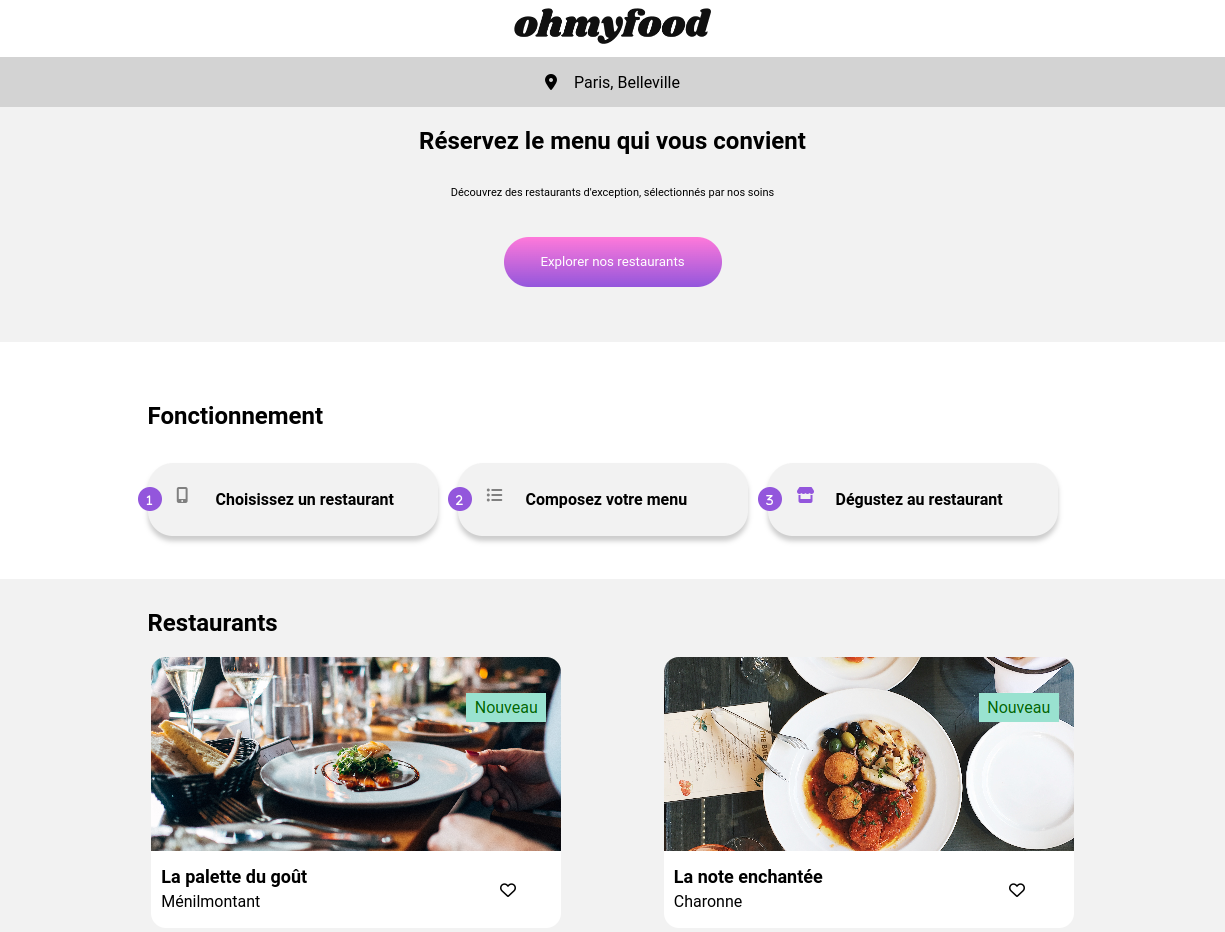 ohmyfood
Paris, Belleville
Réservez le menu qui vous convient
Découvrez des restaurants d'exception, sélectionnés par nos soins
Explorer nos restaurants
Fonctionnement
1 Choisissez un restaurant
2 Composez votre menu
3 Dégustez au restaurant
Restaurants
Nouveau
Nouveau
La palette du goût
Ménilmontant
La note enchantée
Charonne